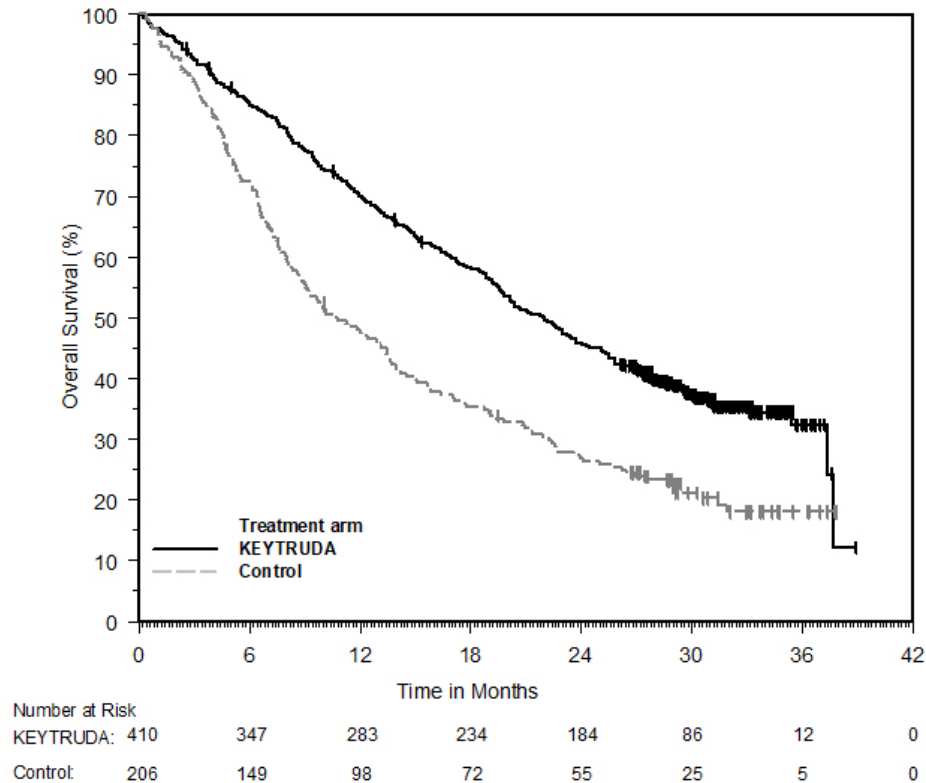 100
90
80
70
60
50
40
30
20
10
0
Overall Survival (%)
Treatment arm
KEYTRUDA
Control
0 6 12 18 24 30 36 42
Time in Months
Number at Risk
KEYTRUDA: 410 347 283 234 184 86 12 0
Control: 206 149 98 72 55 25 5 0